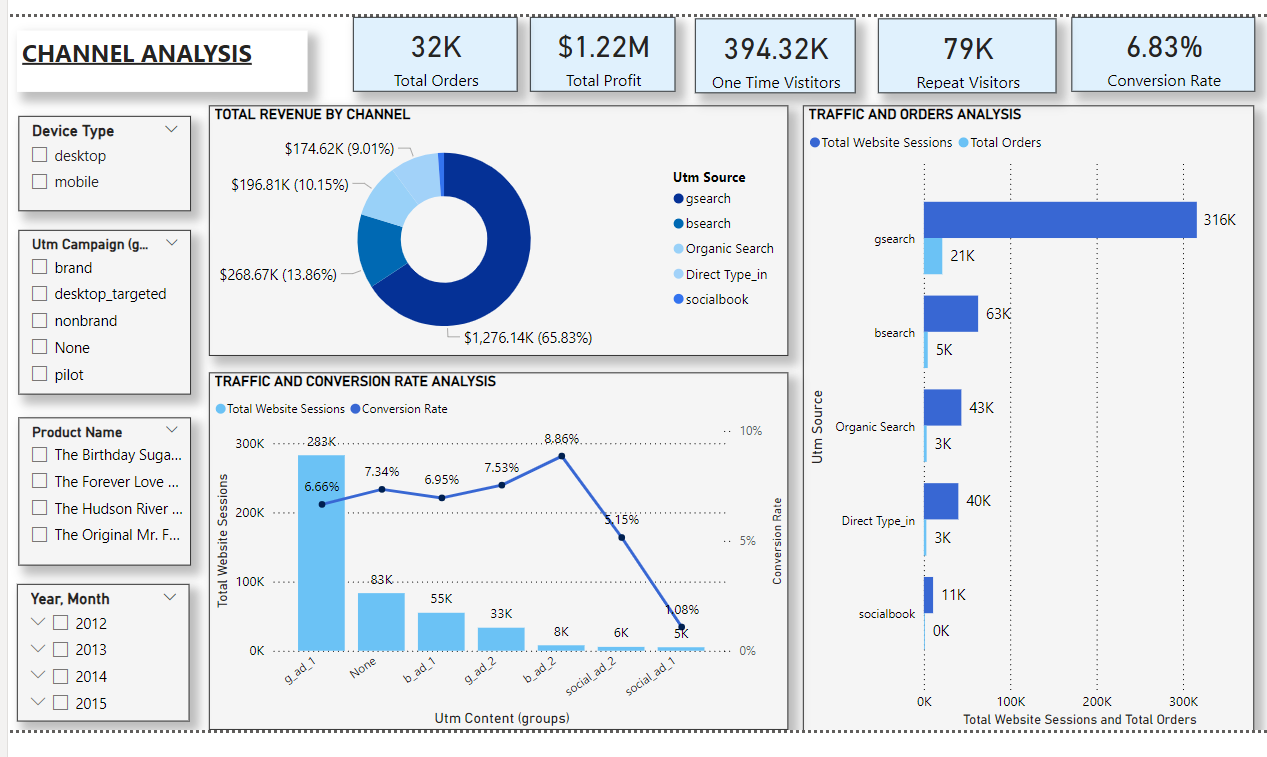 CHANNEL ANALYSIS
32K
Total Orders
$1.22M
Total Profit
394.32K
One Time Vistitors
79K
Repeat Visitors
6.83%
Conversion Rate
Device Type
desktop
mobile
Utm Campaign (g...
brand
desktop_targeted
nonbrand
None
pilot
Product Name
The Birthday Suga...
The Forever Love ...
The Hudson River ...
The Original Mr. F...
Year, Month
2012
2013
2014
2015
TOTAL REVENUE BY CHANNEL
$174.62K (9.01%)
$196.81K (10.15%)
$268.67K (13.86%)
$1,276.14K (65.83%)
Utm Source
gsearch
bsearch
Organic Search
Direct Type_in
socialbook
TRAFFIC AND CONVERSION RATE ANALYSIS
Total Website Sessions
Conversion Rate
Total Website Sessions
300K
200K
100K
0K
283K
83K
55K
33K
8K
6K
5K
6.66%
7.34%
6.95%
7.53%
8.86%
5.15%
1.08%
10%
5%
0%
Conversion Rate
g_ad_1
None
b_ad_1
g_ad_2
b_ad_2
social_ad_2
social_ad_1
Utm Content (groups)
TRAFFIC AND ORDERS ANALYSIS
Total Website Sessions
Total Orders
Utm Source
gsearch
316K
21K
bsearch
63K
5K
Organic Search
43K
3K
Direct Type_in
40K
3K
socialbook
11K
0K
0K
100K
200K
300K
Total Website Sessions and Total Orders